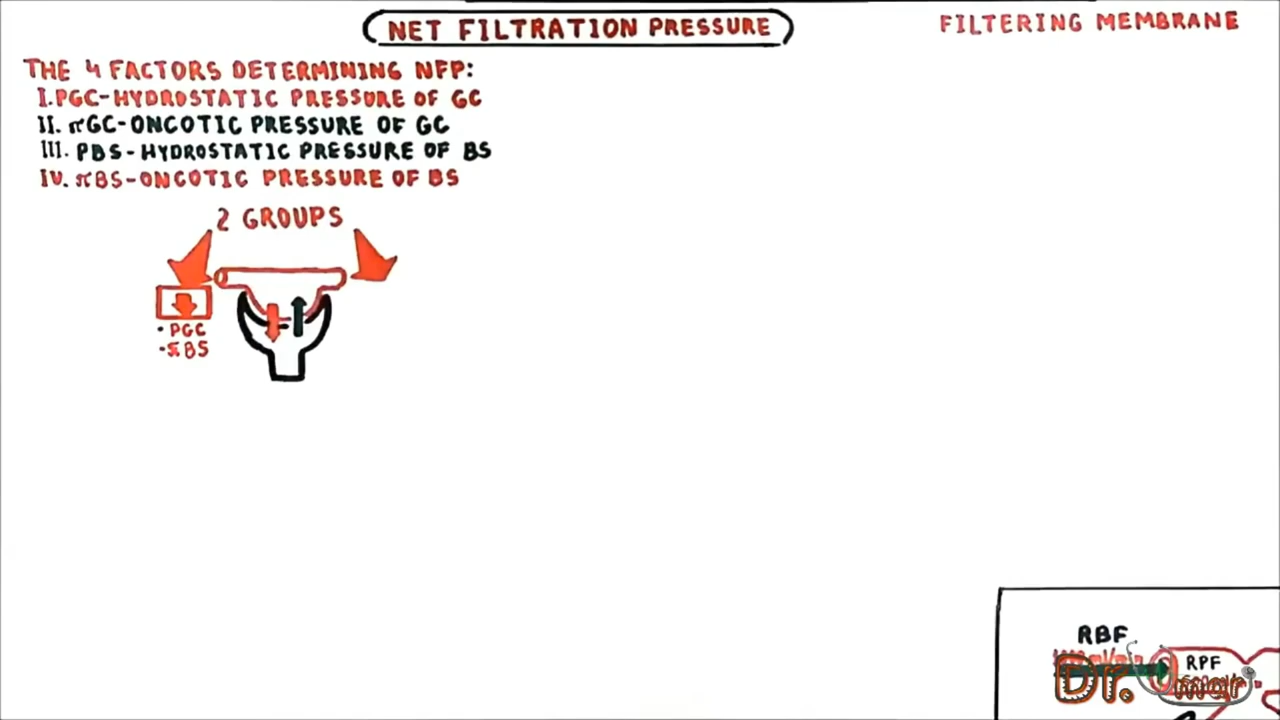 NET FILTRATION PRESSURE
FILTERING MEMBRANE
THE 4 FACTORS DETERMINING NFP:
I. PGC-HYDROSTATIC PRESSURE OF GC
II. πGC-ONCOTIC PRESSURE OF GC
III. PBS-HYDROSTATIC PRESSURE OF BS
IV. πBS-ONCOTIC PRESSURE OF BS
2 GROUPS
• PGC
• πBS
RBF
RPF
Dr. Omar